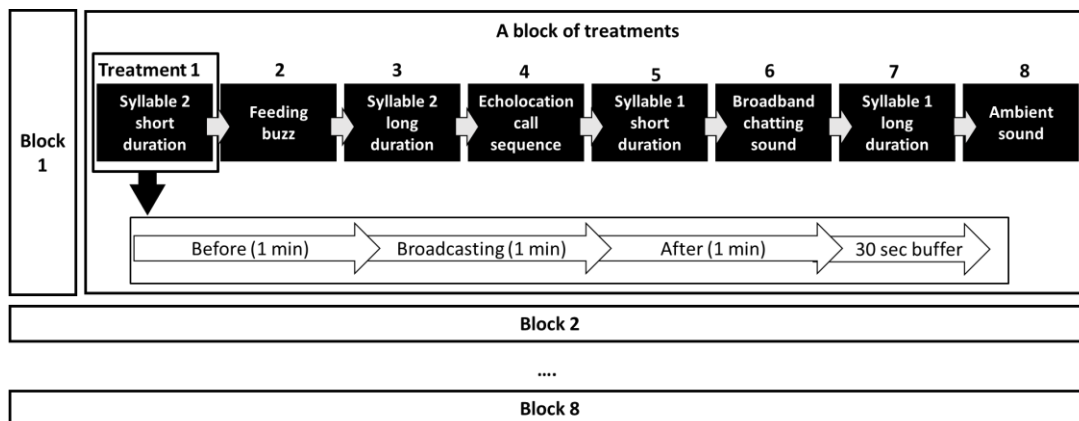 A block of treatments
Block
1
Treatment 1
2
3
4
5
6
7
8
Syllable 2
short
duration
Feeding
buzz
Syllable 2
long
duration
Echolocation
call
sequence
Syllable 1
short
duration
Broadband
chatting
sound
Syllable 1
long
duration
Ambient
sound
Before (1 min)
Broadcasting (1 min)
After (1 min)
30 sec buffer
Block 2
....
Block 8